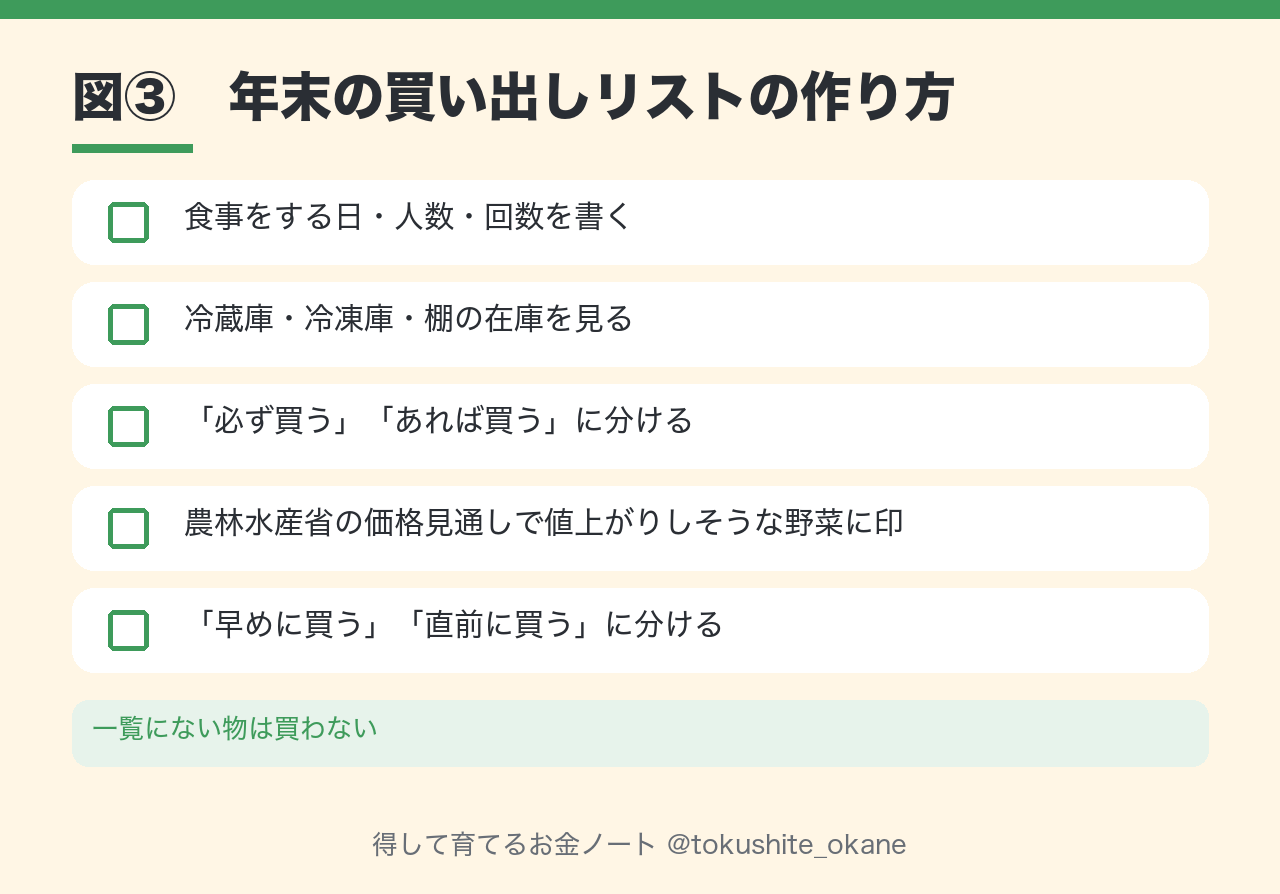 図③　年末の買い出しリストの作り方
食事をする日・人数・回数を書く
冷蔵庫・冷凍庫・棚の在庫を見る
「必ず買う」「あれば買う」に分ける
農林水産省の価格見通しで値上がりしそうな野菜に印
「早めに買う」「直前に買う」に分ける
一覧にない物は買わない
得して育てるお金ノート @tokushite_okane